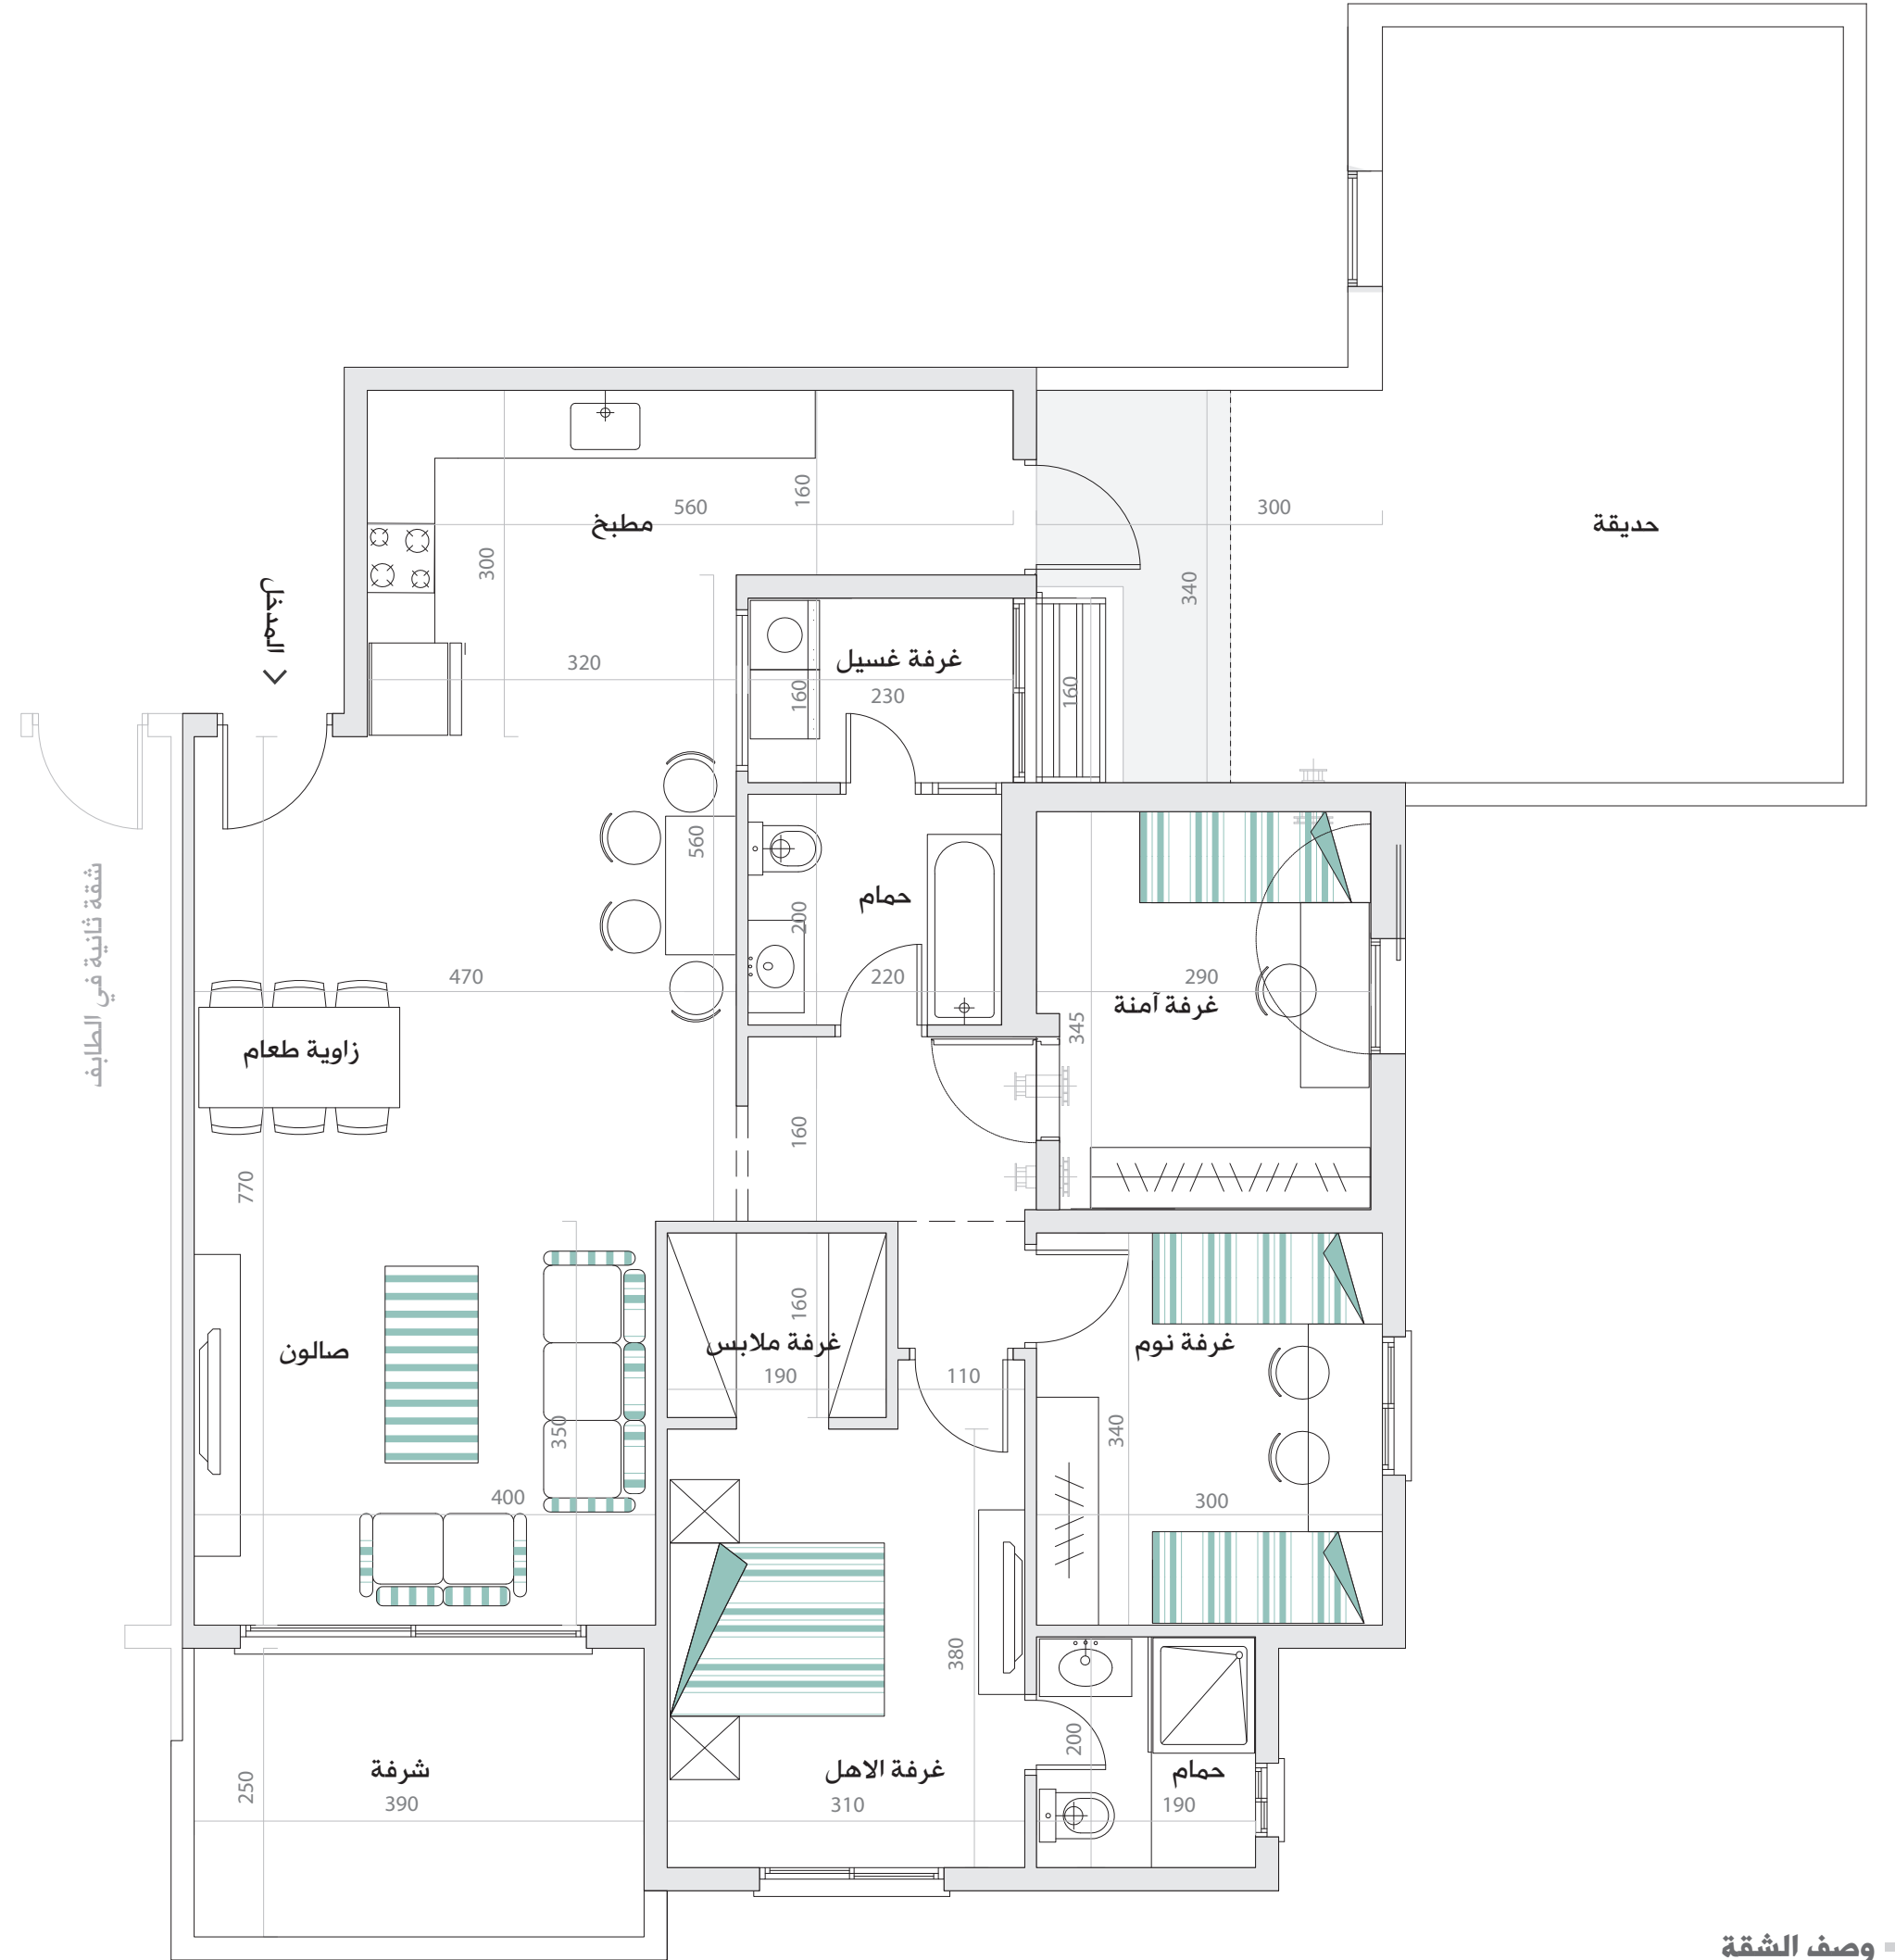 560
160
300
مطبخ
حديقة
300
340
المدخل
320
غرفة غسيل
160
230
160
560
شقة ثانية في الطابق
حمام
200
470
220
290
غرفة آمنة
345
زاوية طعام
160
770
160
صالون
غرفة ملابس
غرفة نوم
190
110
350
340
400
300
380
200
شرفة
غرفة الاهل
حمام
250
390
310
190
وصف الشقة